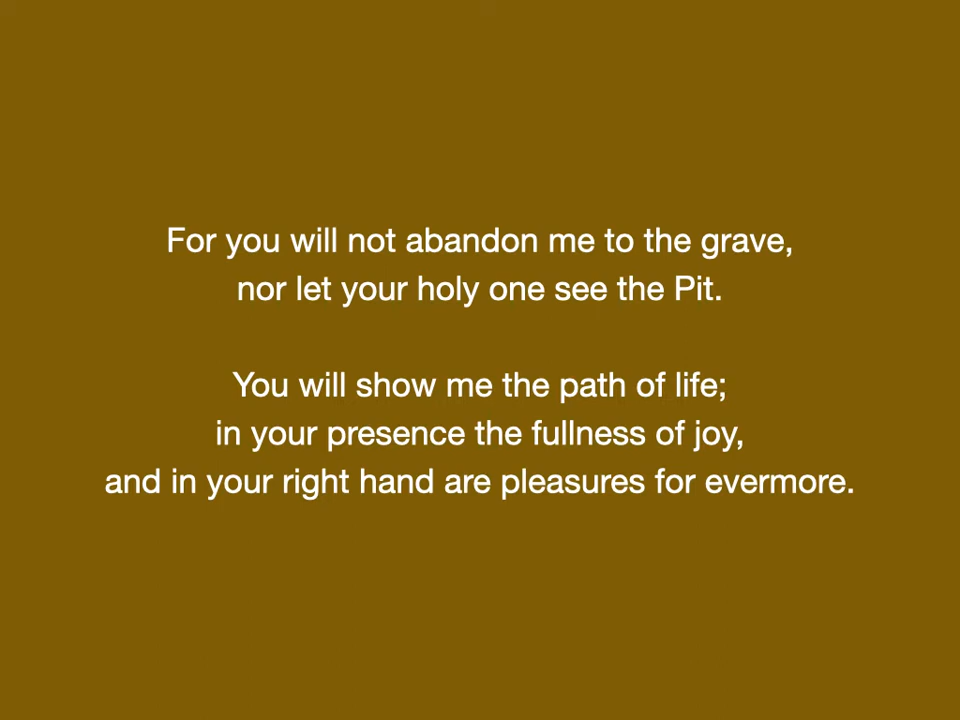 For you will not abandon me to the grave,
nor let your holy one see the Pit.
You will show me the path of life;
in your presence the fullness of joy,
and in your right hand are pleasures for evermore.